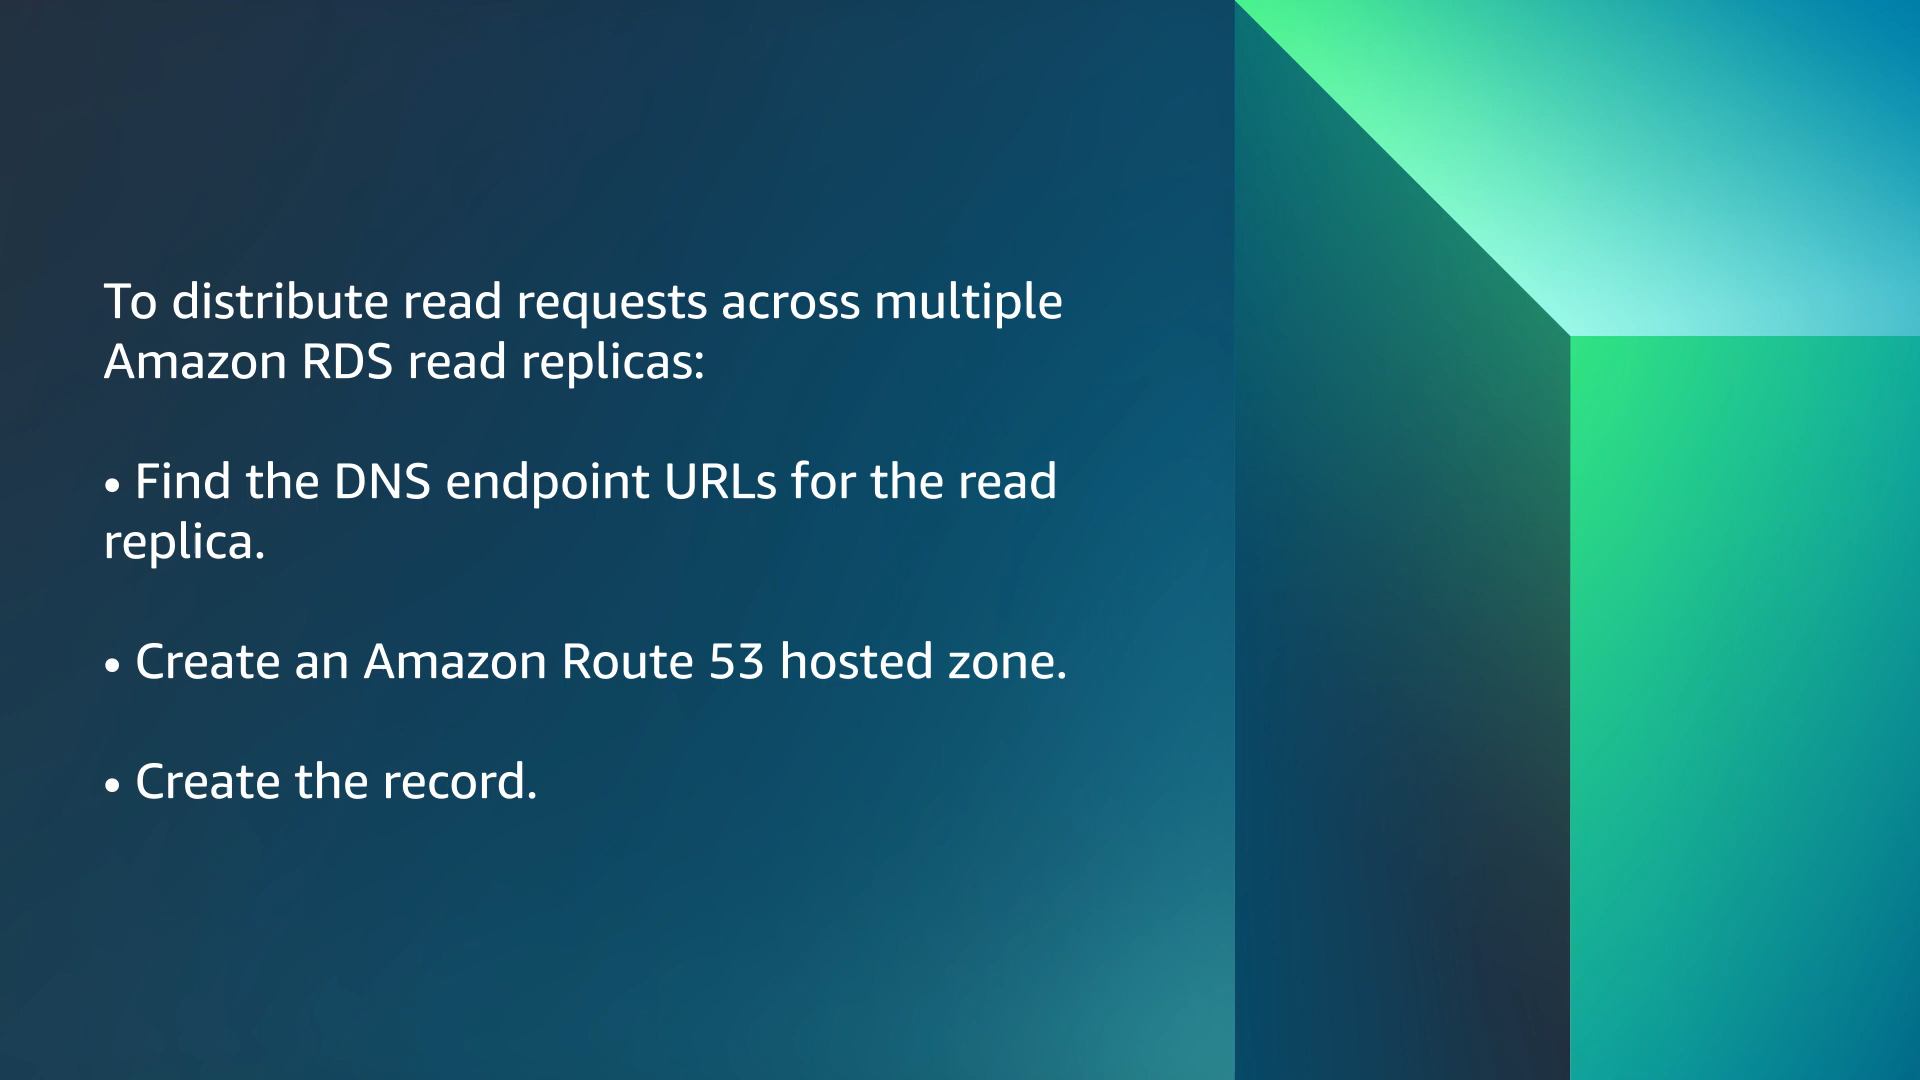 To distribute read requests across multiple
Amazon RDS read replicas:
• Find the DNS endpoint URLs for the read
replica.
• Create an Amazon Route 53 hosted zone.
• Create the record.